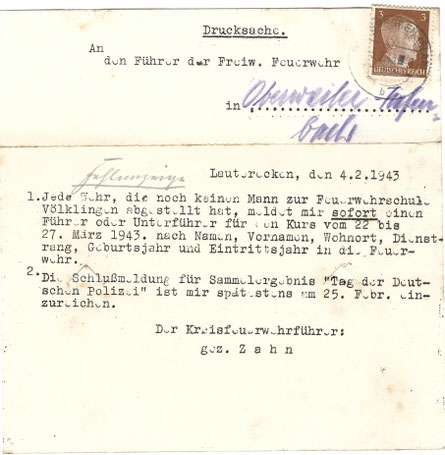 Drucksache.
An
den Führer der Freiw. Feuerwehr
in Oberweiler-Tiefen-
bach
3 3
DEUTSCHES REICH
Fehlanzeige
Lauterecken, den 4.2.1943
1. Jede Wehr, die noch keinen Mann zur Feuerwehrschule
Völklingen abgestellt hat, meldet mir sofort einen
Führer oder Unterführer für den Kurs vom 22 bis
27. März 1943. nach Namen, Vornamen, Wohnort, Dienst-
rang, Geburtsjahr und Eintrittsjahr in die Feuer-
wehr.
2. Die Schlußmeldung für Sammelergebnis "Tag der Deut-
schen Polizei" ist mir spätestens am 25. Febr. ein-
zureichen.
Der Kreisfeuerwehrführer:
gez. Zahn